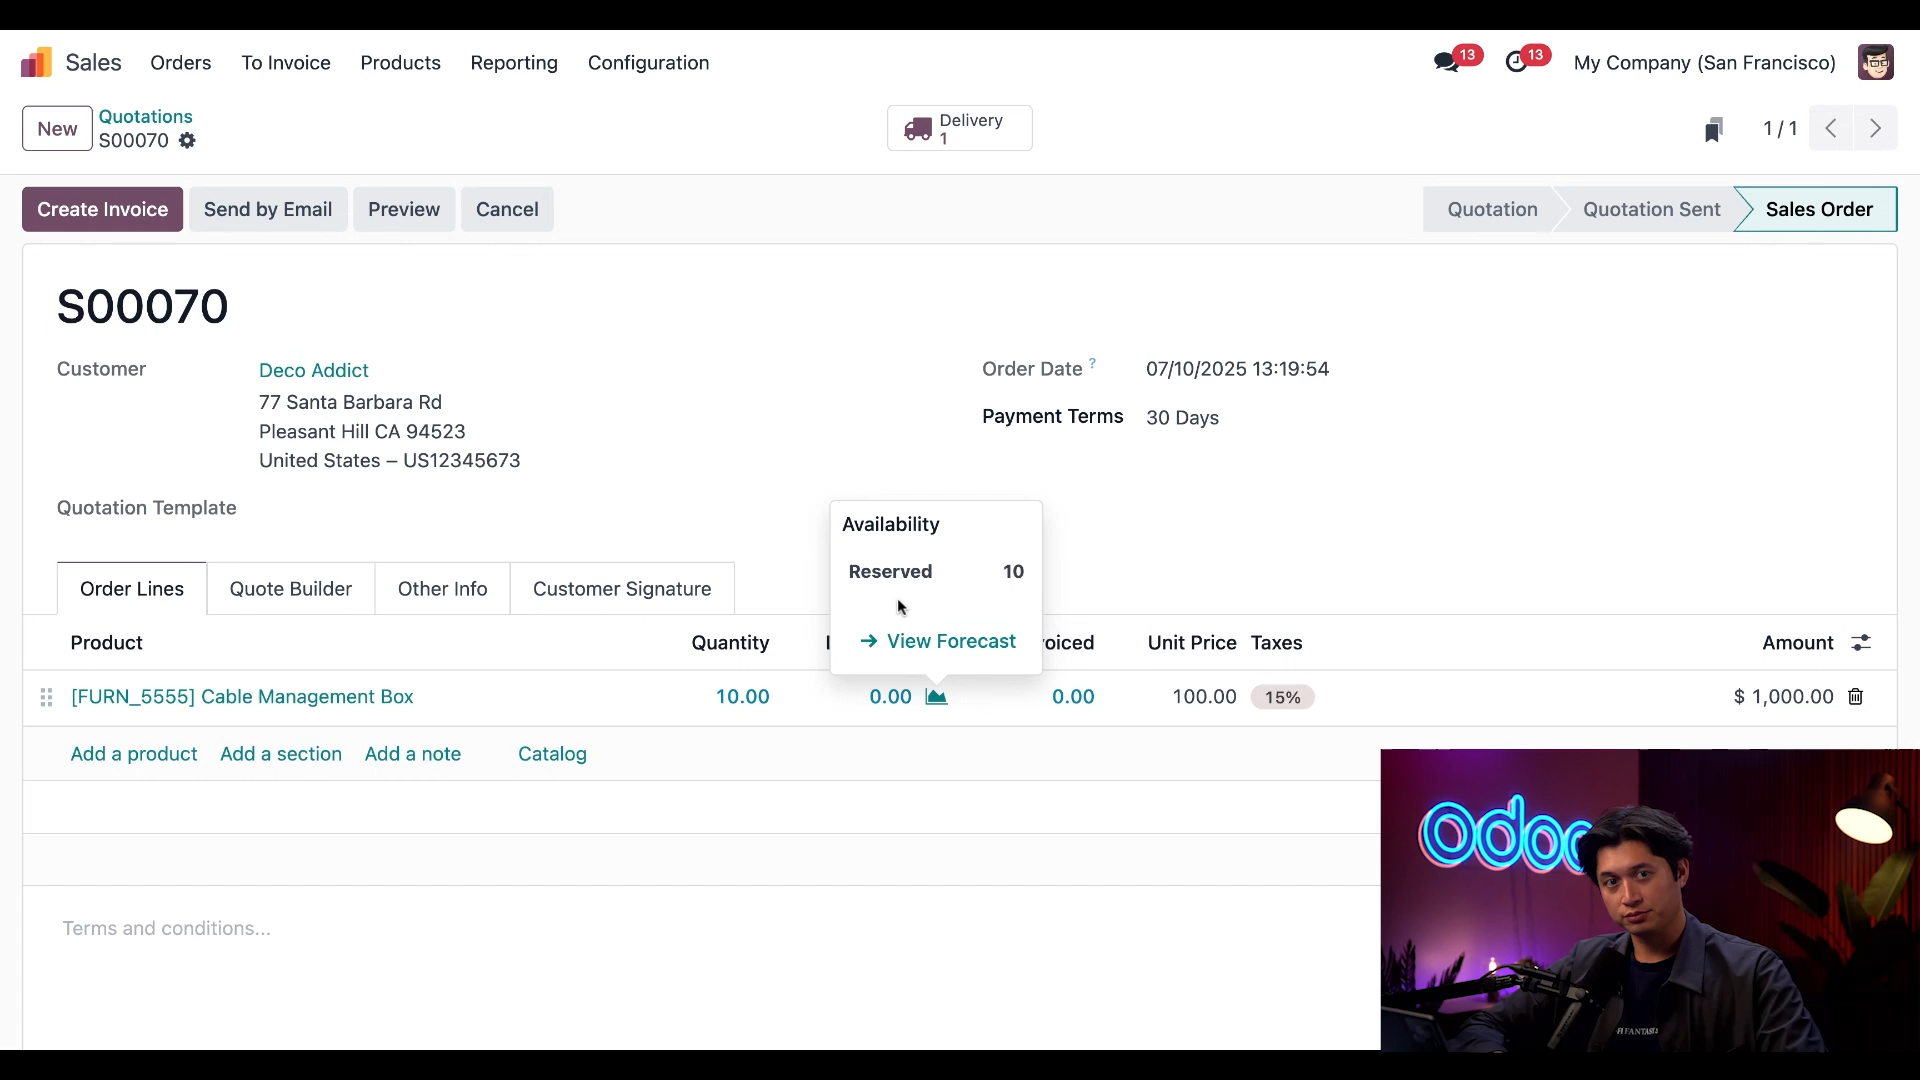 Sales Orders To Invoice Products Reporting Configuration 13 13 My Company (San Francisco)
New Quotations
S00070
Delivery
1
1 / 1
Create Invoice Send by Email Preview Cancel Quotation Quotation Sent Sales Order
S00070
Customer Deco Addict
77 Santa Barbara Rd
Pleasant Hill CA 94523
United States – US12345673
Order Date ? 07/10/2025 13:19:54
Payment Terms 30 Days
Quotation Template
Availability
Reserved 10
View Forecast
Order Lines Quote Builder Other Info Customer Signature
Product Quantity voiced Unit Price Taxes Amount
[FURN_5555] Cable Management Box 10.00 0.00 0.00 100.00 15% $ 1,000.00
Add a product Add a section Add a note Catalog
Terms and conditions...
odoo